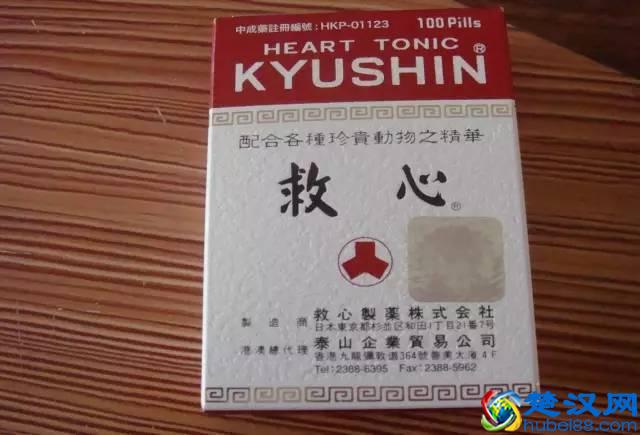 中成藥註冊編號:HKP-01123 100 Pills
HEART TONIC
KYUSHIN®
配合各種珍貴動物之精華
救心®
製造商 救心製藥株式会社
日本東京都杉並区和田1丁目21番7号
港澳總代理 泰山企業貿易公司
香港九龍彌敦道364號善美大廈4F
Tel:2388-6395 Fax:2388-5962
楚汉网
hubei88.com